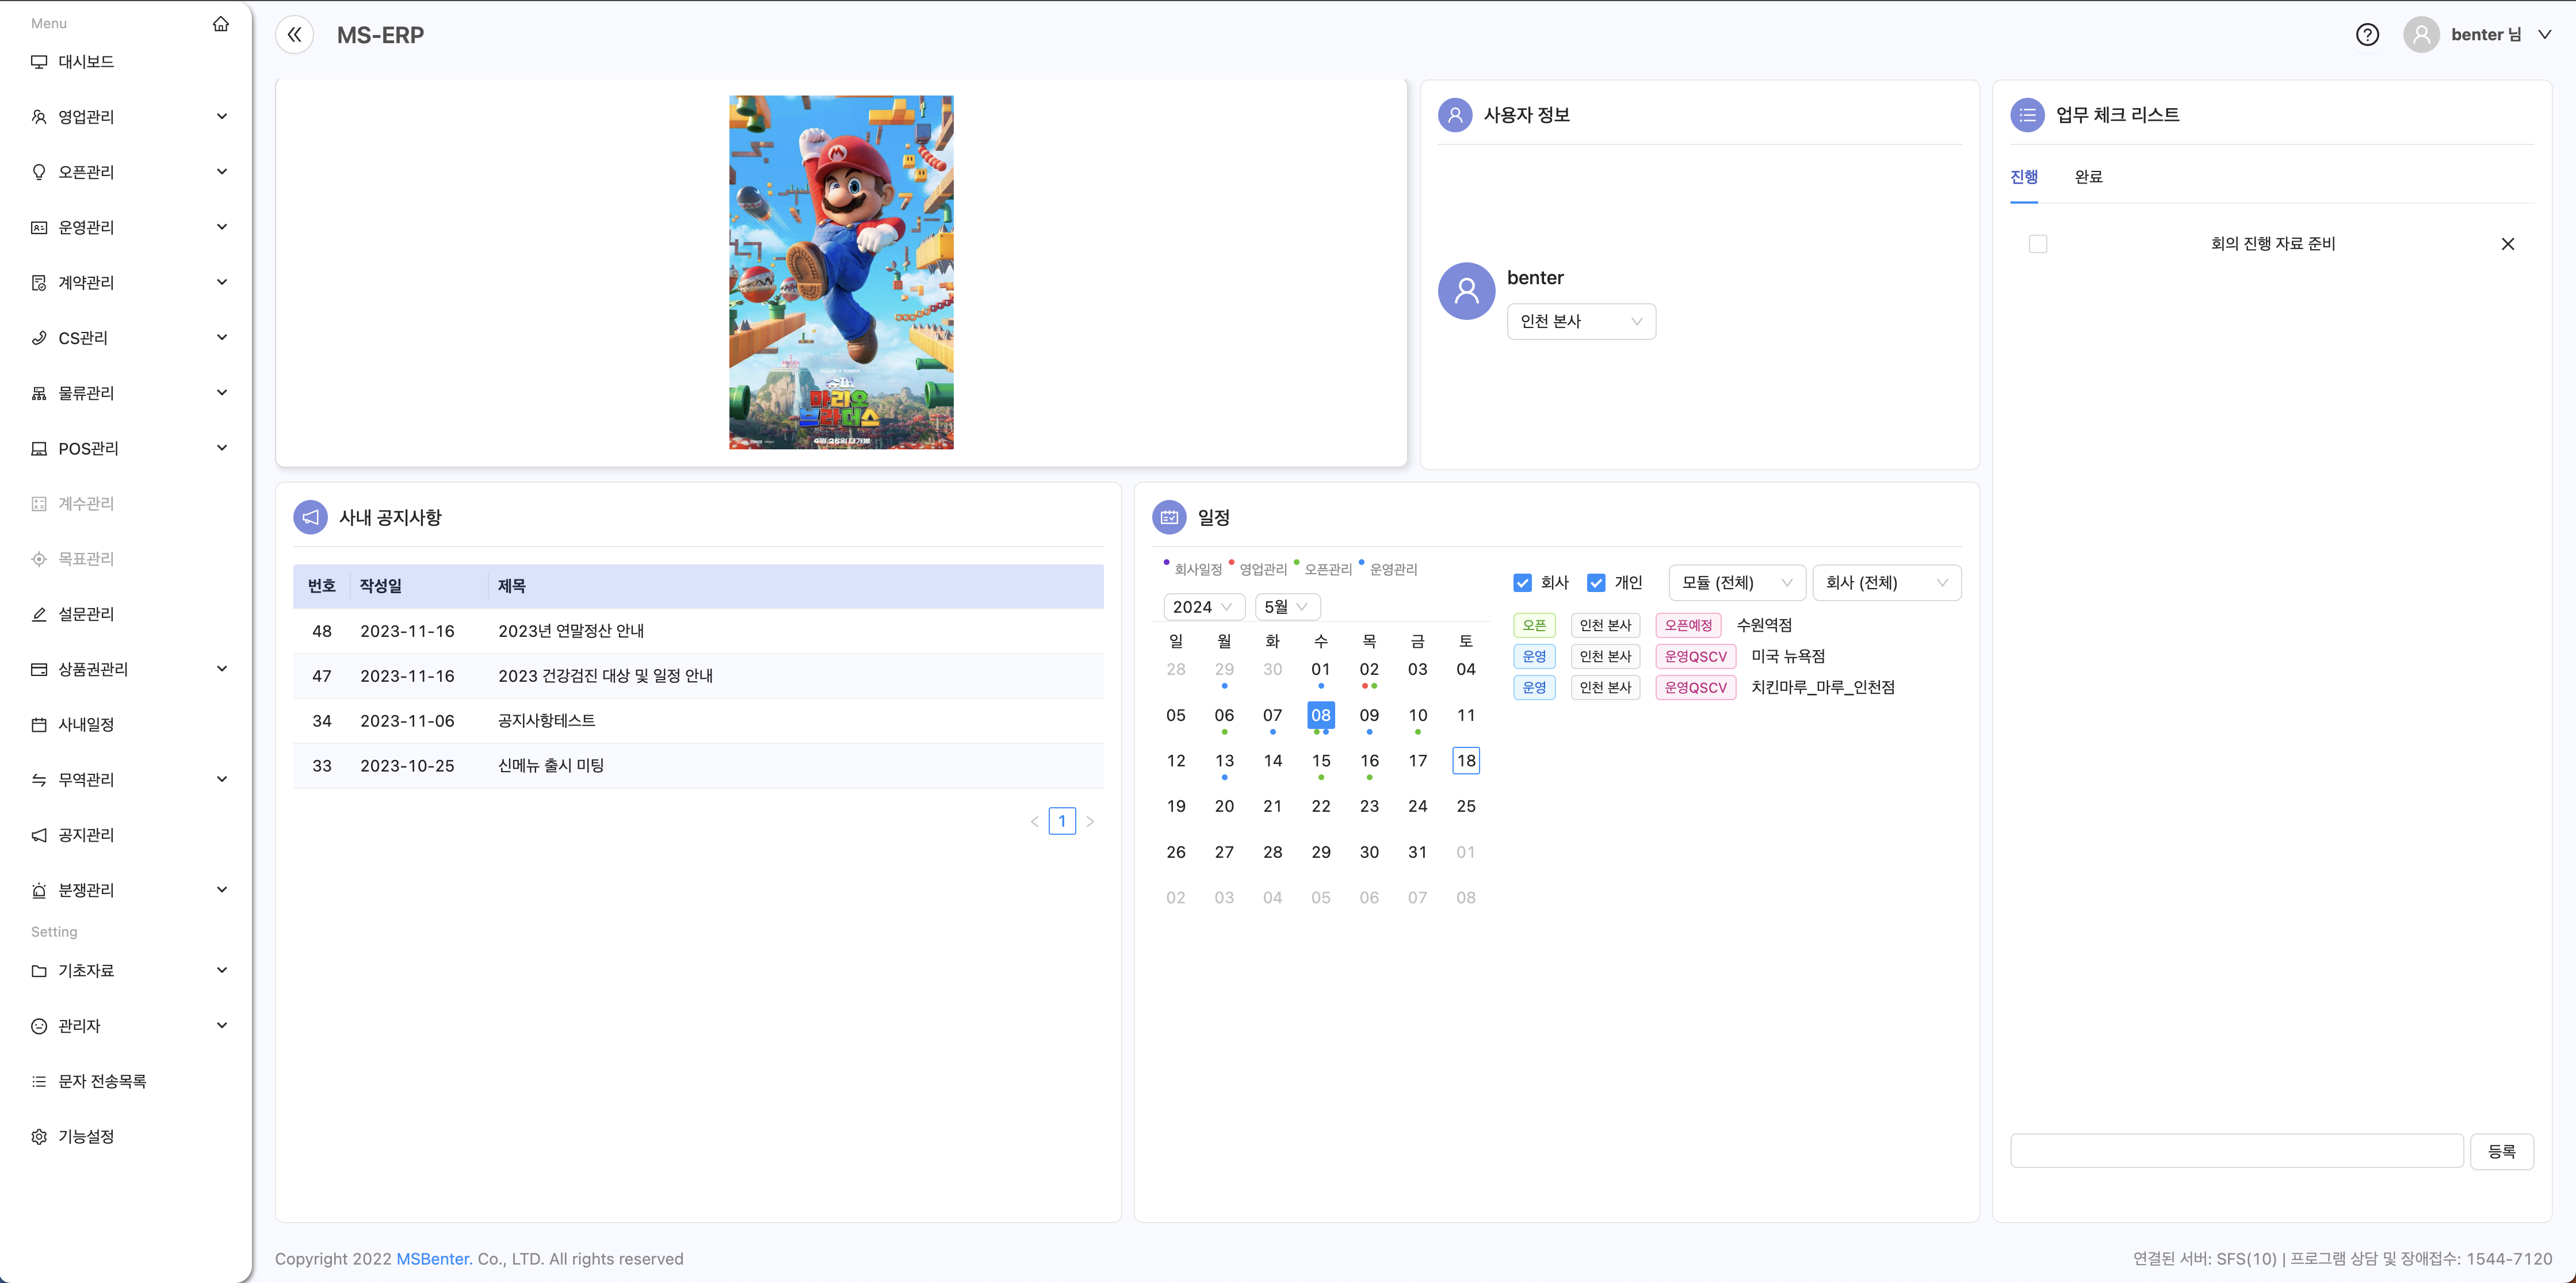 Menu
대시보드
영업관리
오픈관리
운영관리
계약관리
CS관리
물류관리
POS관리
계수관리
목표관리
설문관리
상품권관리
사내일정
무역관리
공지관리
분쟁관리
Setting
기초자료
관리자
문자 전송목록
기능설정
MS-ERP
benter 님
M
슈퍼
마리오
브라더스
4월 26일 대개봉
사용자 정보
benter
인천 본사
업무 체크 리스트
진행 완료
회의 진행 자료 준비
등록
사내 공지사항
번호 작성일 제목
48 2023-11-16 2023년 연말정산 안내
47 2023-11-16 2023 건강검진 대상 및 일정 안내
34 2023-11-06 공지사항테스트
33 2023-10-25 신메뉴 출시 미팅
1
일정
회사일정 영업관리 오픈관리 운영관리
2024 5월
일 월 화 수 목 금 토
28 29 30 01 02 03 04
05 06 07 08 09 10 11
12 13 14 15 16 17 18
19 20 21 22 23 24 25
26 27 28 29 30 31 01
02 03 04 05 06 07 08
회사 개인 모듈 (전체) 회사 (전체)
오픈 인천 본사 오픈예정 수원역점
운영 인천 본사 운영QSCV 미국 뉴욕점
운영 인천 본사 운영QSCV 치킨마루_마루_인천점
Copyright 2022 MSBenter. Co., LTD. All rights reserved
연결된 서버: SFS(10) | 프로그램 상담 및 장애접수: 1544-7120